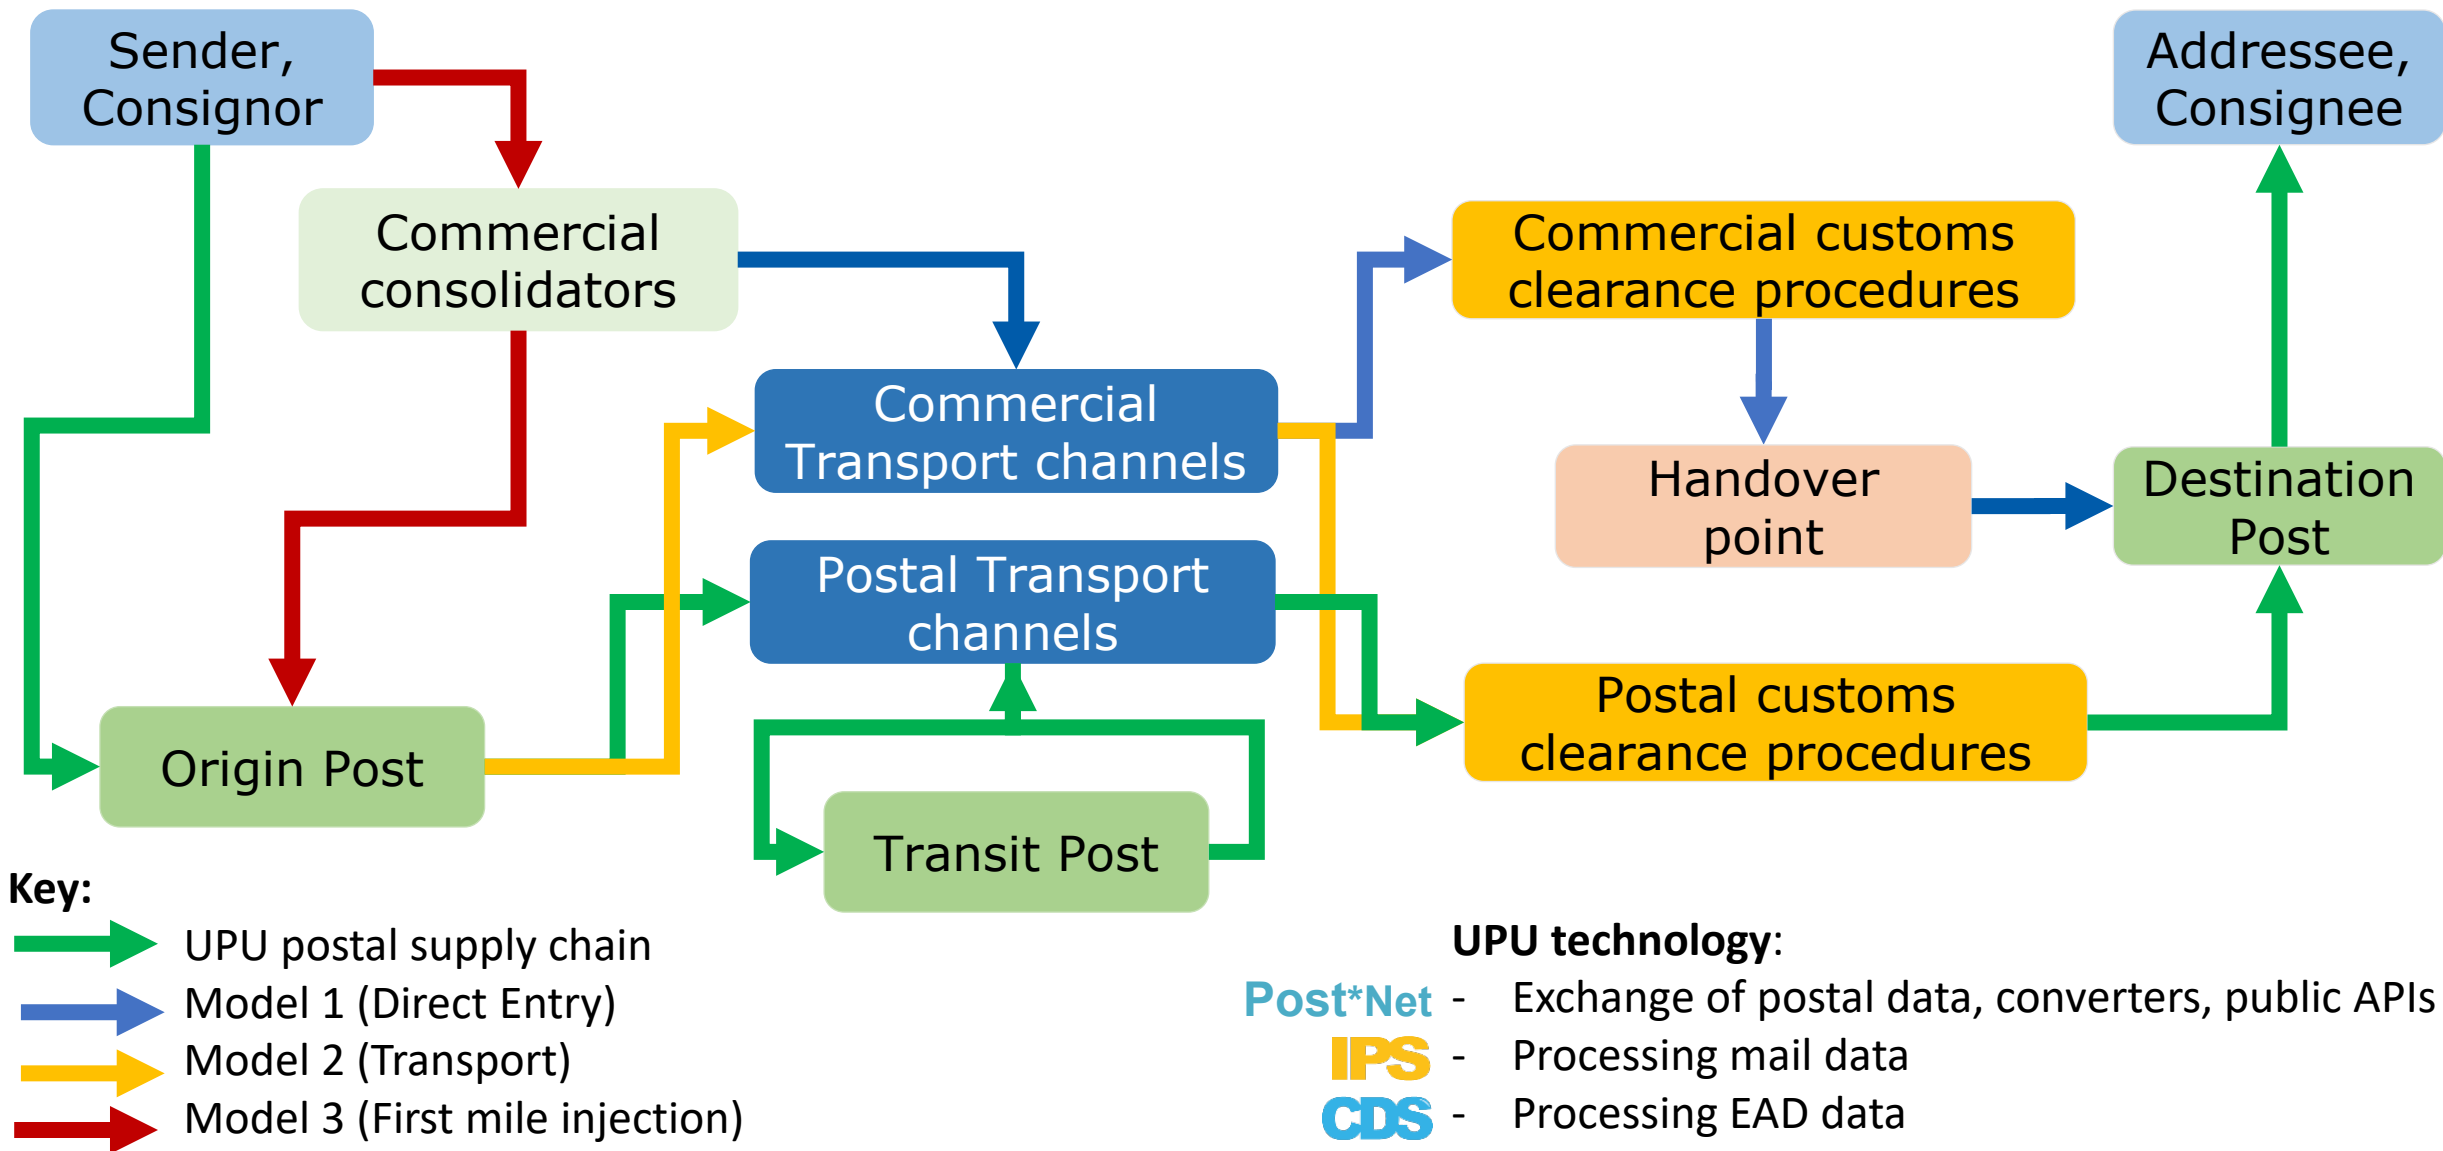 Sender,
Consignor
Addressee,
Consignee
Commercial
consolidators
Commercial customs
clearance procedures
Commercial
Transport channels
Handover
point
Destination
Post
Postal Transport
channels
Postal customs
clearance procedures
Origin Post
Transit Post
Key:
UPU postal supply chain
Model 1 (Direct Entry)
Model 2 (Transport)
Model 3 (First mile injection)
UPU technology:
Post*Net - Exchange of postal data, converters, public APIs
IPS - Processing mail data
CDS - Processing EAD data